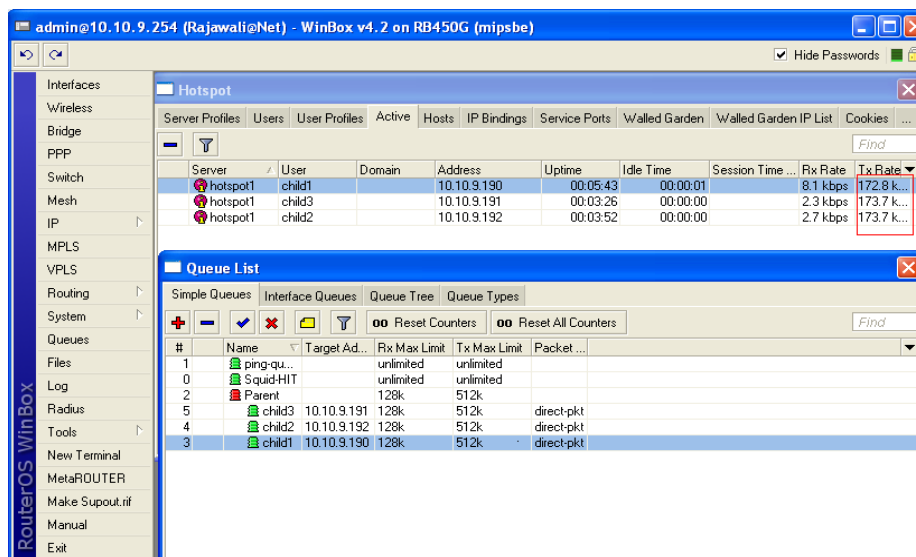 admin@10.10.9.254 (Rajawali@Net) - WinBox v4.2 on RB450G (mipsbe)
Hide Passwords
RouterOS WinBox
Interfaces
Wireless
Bridge
PPP
Switch
Mesh
IP
MPLS
VPLS
Routing
System
Queues
Files
Log
Radius
Tools
New Terminal
MetaROUTER
Make Supout.rif
Manual
Exit
Hotspot
Server Profiles Users User Profiles Active Hosts IP Bindings Service Ports Walled Garden Walled Garden IP List Cookies ...
Find
Server User Domain Address Uptime Idle Time Session Time ... Rx Rate Tx Rate
hotspot1 child1 10.10.9.190 00:05:43 00:00:01 8.1 kbps 172.8 k...
hotspot1 child3 10.10.9.191 00:03:26 00:00:00 2.3 kbps 173.7 k...
hotspot1 child2 10.10.9.192 00:03:52 00:00:00 2.7 kbps 173.7 k...
Queue List
Simple Queues Interface Queues Queue Tree Queue Types
00 Reset Counters 00 Reset All Counters Find
# Name Target Ad... Rx Max Limit Tx Max Limit Packet ...
1 ping-qu... unlimited unlimited
0 Squid-HIT unlimited unlimited
2 Parent 128k 512k
5 child3 10.10.9.191 128k 512k direct-pkt
4 child2 10.10.9.192 128k 512k direct-pkt
3 child1 10.10.9.190 128k 512k direct-pkt